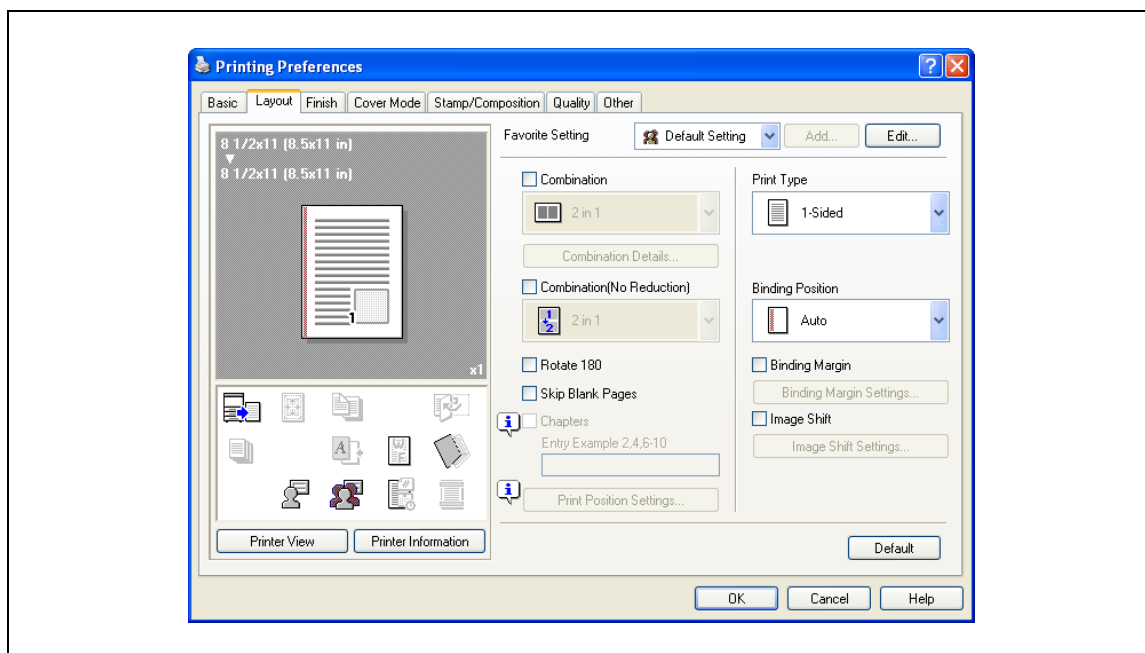 Printing Preferences
Basic Layout Finish Cover Mode Stamp/Composition Quality Other
8 1/2x11 (8.5x11 in)
8 1/2x11 (8.5x11 in)
1
x1
Printer View Printer Information
Favorite Setting Default Setting Add... Edit...
Combination
2 in 1
Combination Details...
Combination(No Reduction)
1
2
2 in 1
Rotate 180
Skip Blank Pages
Chapters
Entry Example 2,4,6-10
Print Position Settings...
Print Type
1-Sided
Binding Position
Auto
Binding Margin
Binding Margin Settings...
Image Shift
Image Shift Settings...
Default
OK Cancel Help